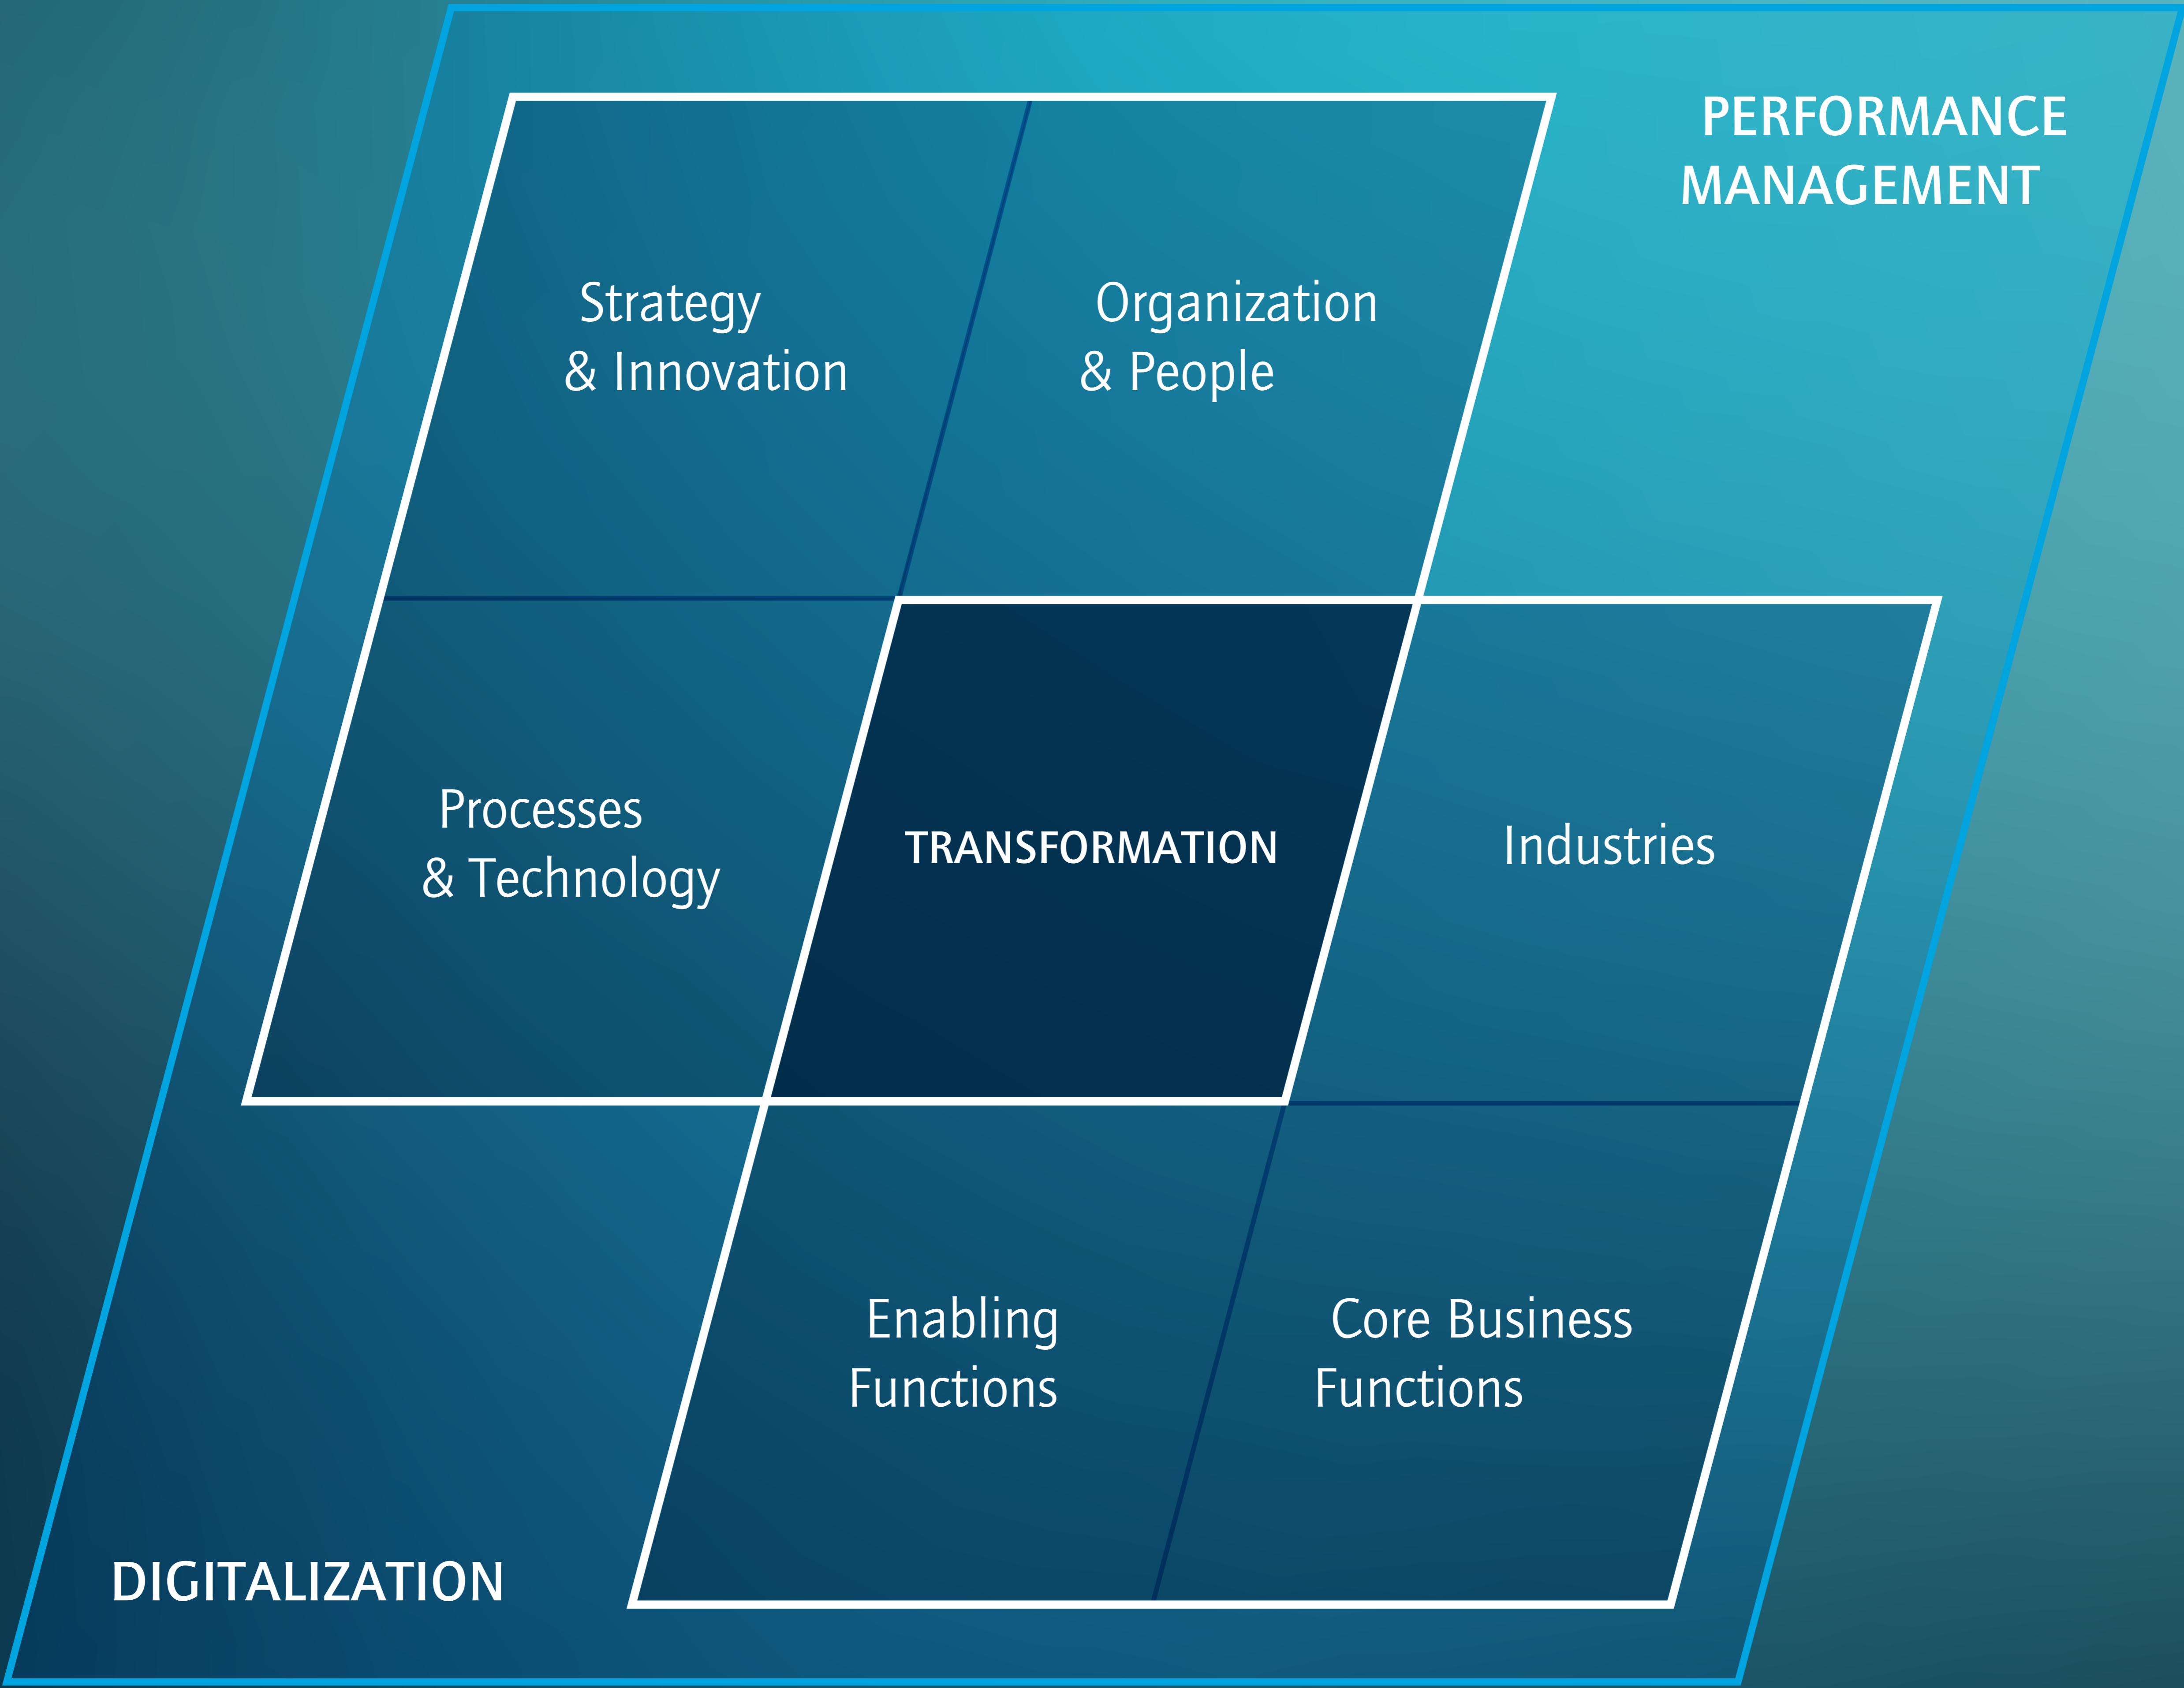 PERFORMANCE
MANAGEMENT
Strategy
& Innovation
Organization
& People
Processes
& Technology
TRANSFORMATION
Industries
Enabling
Functions
Core Business
Functions
DIGITALIZATION